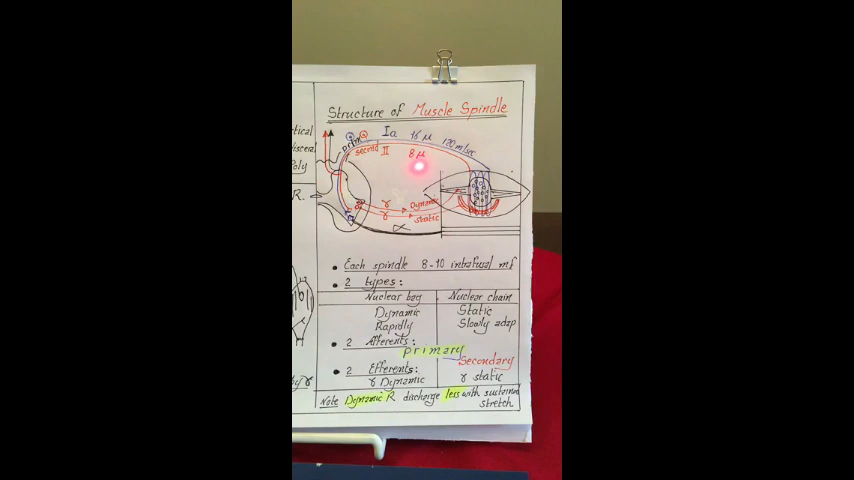 Structure of Muscle Spindle
tical
isceral
Poly
R.
prim
Ia 16 μ 120 m/sec
second II
8 μ
γ Dynamic
γ static
α
• Each spindle 8-10 intrafusal mf
• 2 types:
Nuclear bag Nuclear chain
Dynamic Static
Rapidly Slowly adap
• 2 Afferents:
primary
Secondary
• 2 Efferents:
γ Dynamic γ static
Note Dynamic R discharge less with sustained
stretch